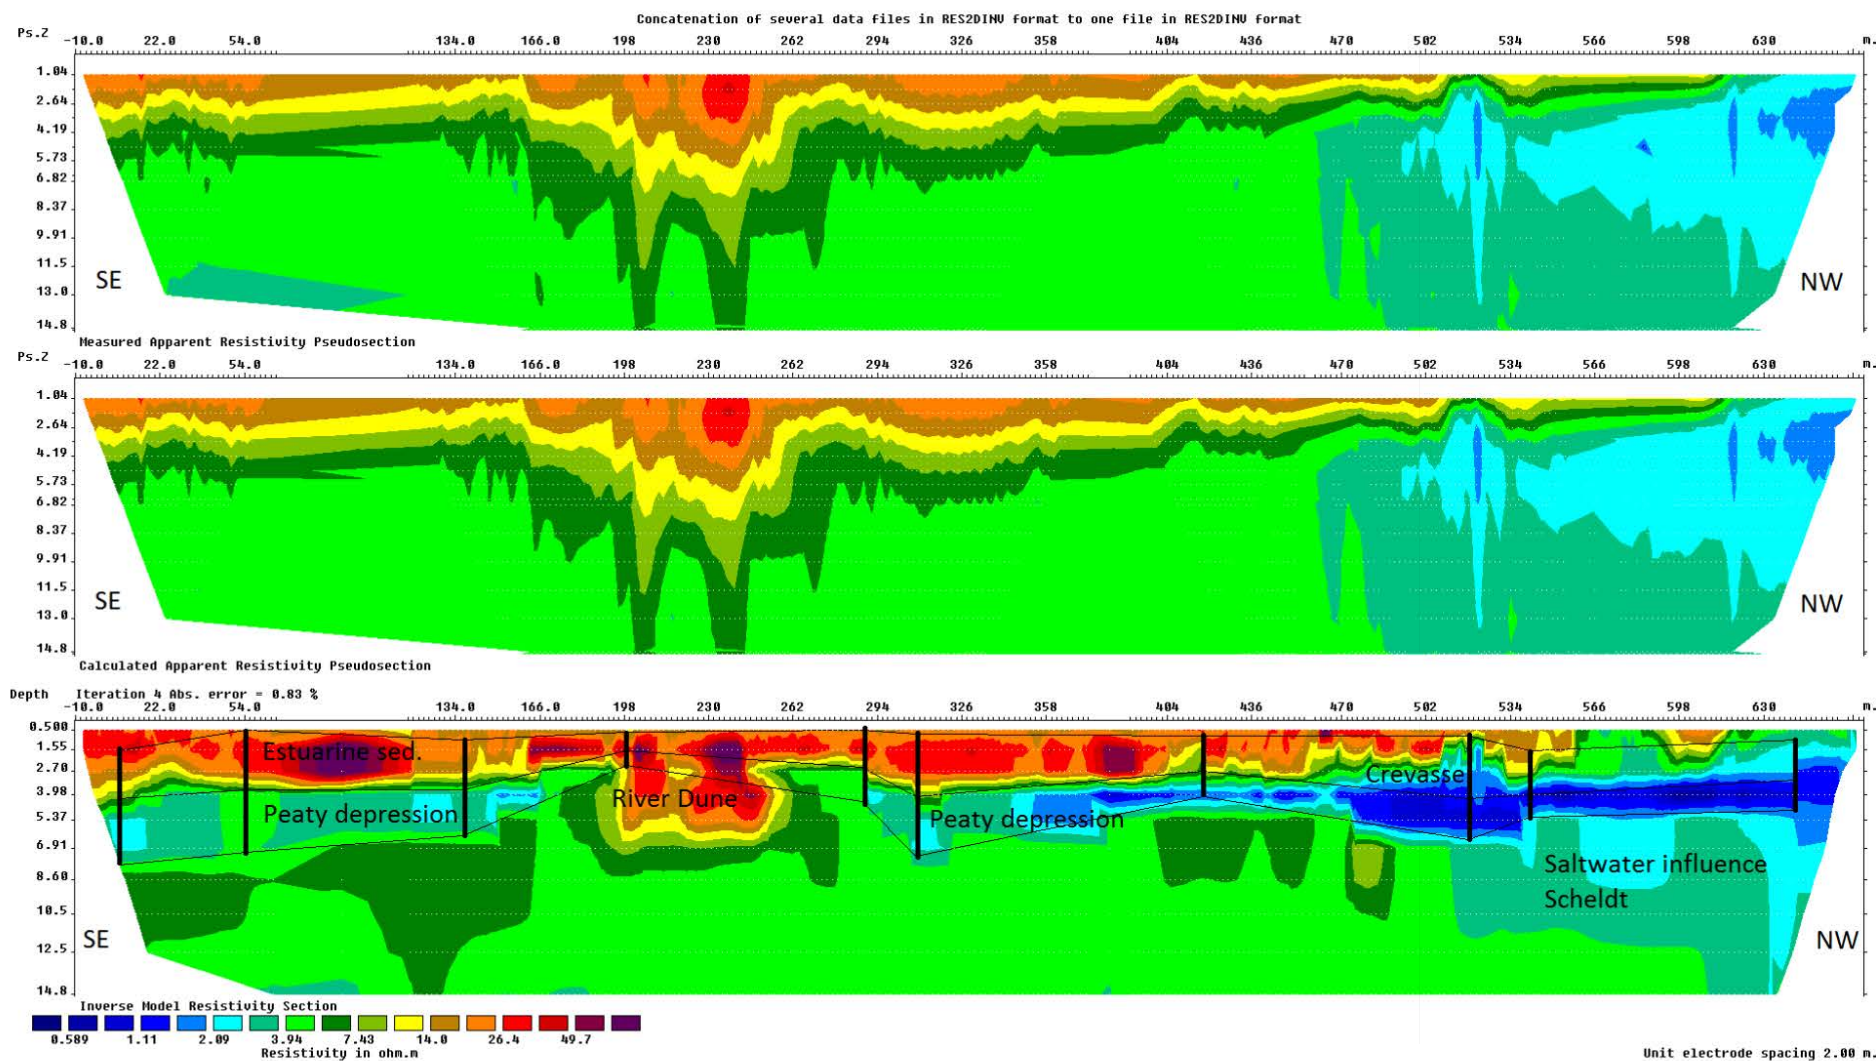 Concatenation of several data files in RES2DINV format to one file in RES2DINV format
Ps.Z -10.0 22.0 54.0 134.0 166.0 198 230 262 294 326 358 404 436 470 502 534 566 598 630 m.
1.04
2.64
4.19
5.73
6.82
8.37
9.91
11.5
SE NW
13.0
14.8
Measured Apparent Resistivity Pseudosection
Ps.Z -10.0 22.0 54.0 134.0 166.0 198 230 262 294 326 358 404 436 470 502 534 566 598 630 m.
1.04
2.64
4.19
5.73
6.82
8.37
9.91
11.5
SE NW
13.0
14.8
Calculated Apparent Resistivity Pseudosection
Depth Iteration 4 Abs. error = 0.83 %
-10.0 22.0 54.0 134.0 166.0 198 230 262 294 326 358 404 436 470 502 534 566 598 630 m.
0.500
1.55 Estuarine sed.
2.70 Crevasse
3.98 River Dune
5.37 Peaty depression Peaty depression
6.91 Saltwater influence
8.60 Scheldt
10.5
SE NW
12.5
14.8
Inverse Model Resistivity Section
0.589 1.11 2.09 3.94 7.43 14.0 26.4 49.7
Resistivity in ohm.m Unit electrode spacing 2.00 m.